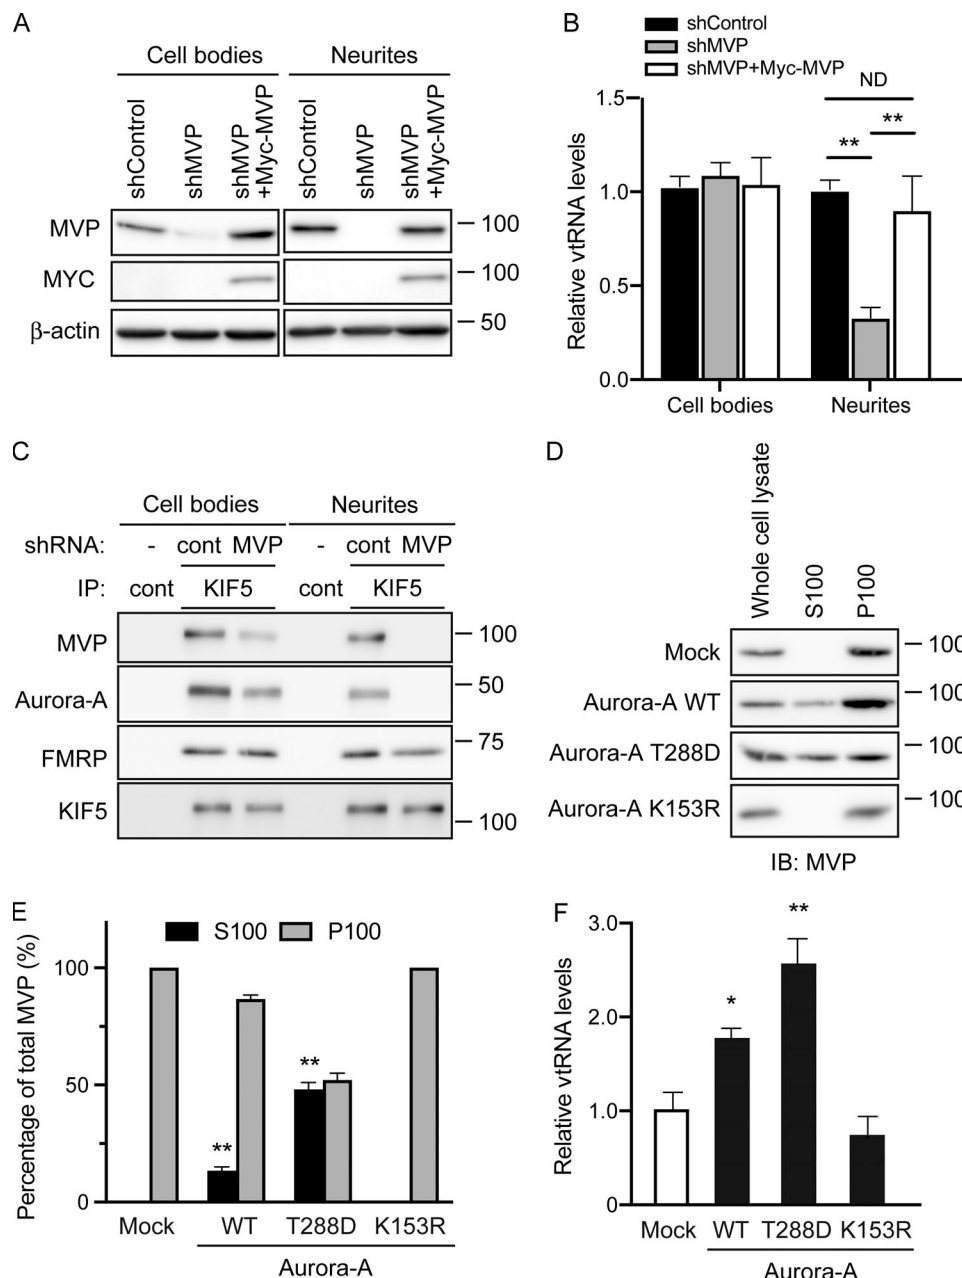 A
Cell bodies Neurites
shControl shMVP shMVP +Myc-MVP shControl shMVP shMVP +Myc-MVP
MVP 100
MYC 100
β-actin 50
B
shControl
shMVP
shMVP+Myc-MVP
ND
** **
Relative vtRNA levels
1.5
1.0
0.5
0.0
Cell bodies Neurites
C
Cell bodies Neurites
shRNA: - cont MVP - cont MVP
IP: cont KIF5 cont KIF5
MVP 100
Aurora-A 50
FMRP 75
KIF5 100
D
Whole cell lysate S100 P100
Mock 100
Aurora-A WT 100
Aurora-A T288D 100
Aurora-A K153R 100
IB: MVP
E
S100 P100
Percentage of total MVP (%)
100
50
0
** **
Mock WT T288D K153R
Aurora-A
F
Relative vtRNA levels
3.0
2.0
1.0
0
* **
Mock WT T288D K153R
Aurora-A